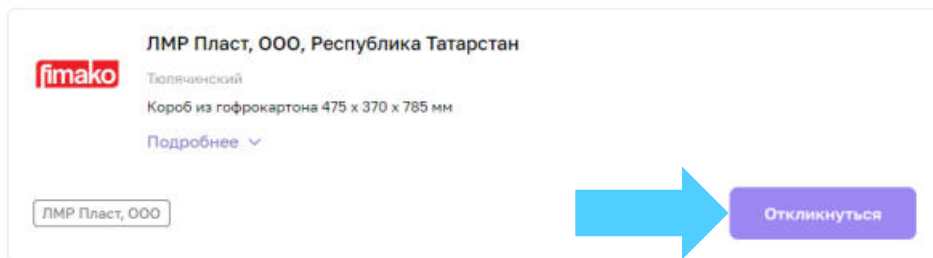 ЛМР Пласт, ООО, Республика Татарстан
fimako
Тюлячинский
Короб из гофрокартона 475 x 370 x 785 мм
Подробнее
ЛМР Пласт, ООО
Откликнуться